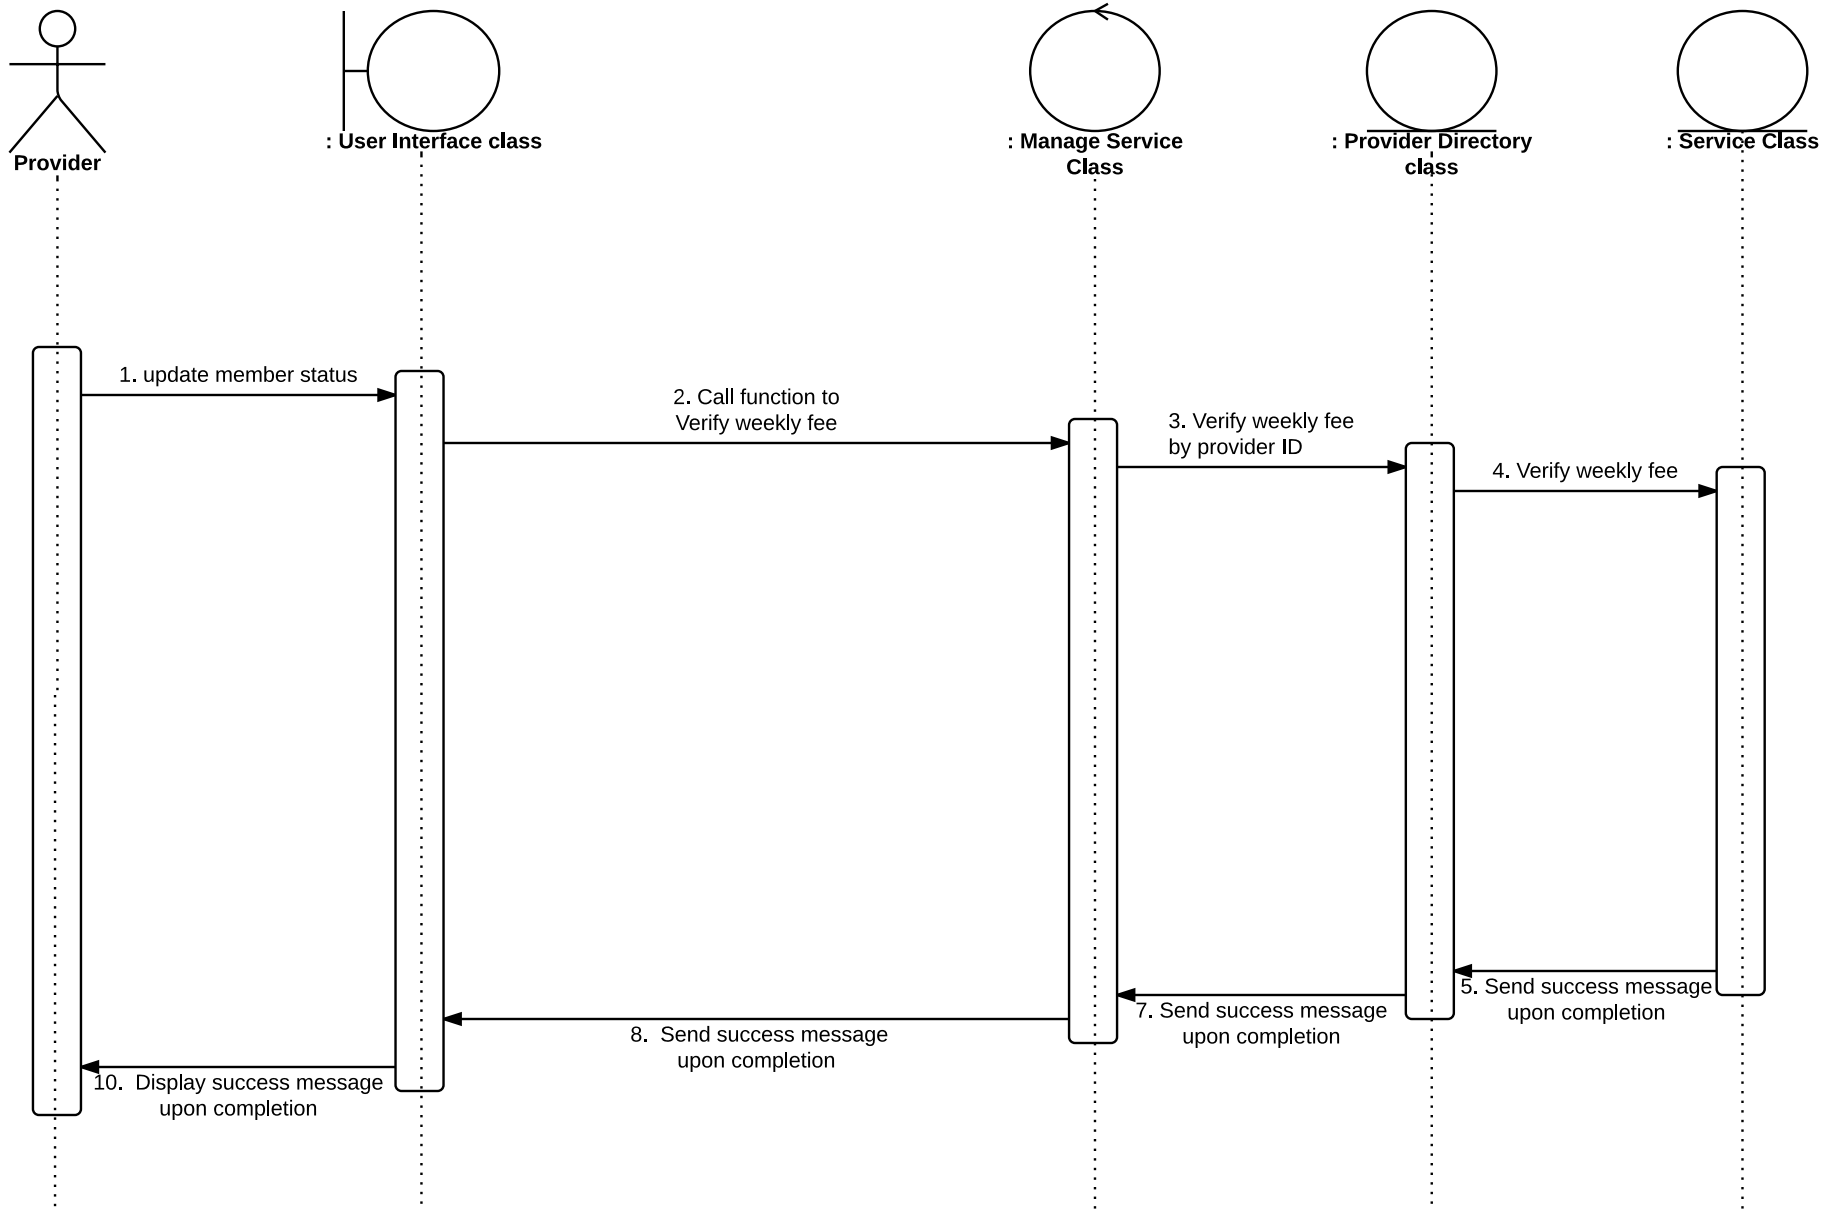 Provider
: User Interface class
: Manage Service
Class
: Provider Directory
class
: Service Class
1. update member status
2. Call function to
Verify weekly fee
3. Verify weekly fee
by provider ID
4. Verify weekly fee
5. Send success message
upon completion
7. Send success message
upon completion
8. Send success message
upon completion
10. Display success message
upon completion